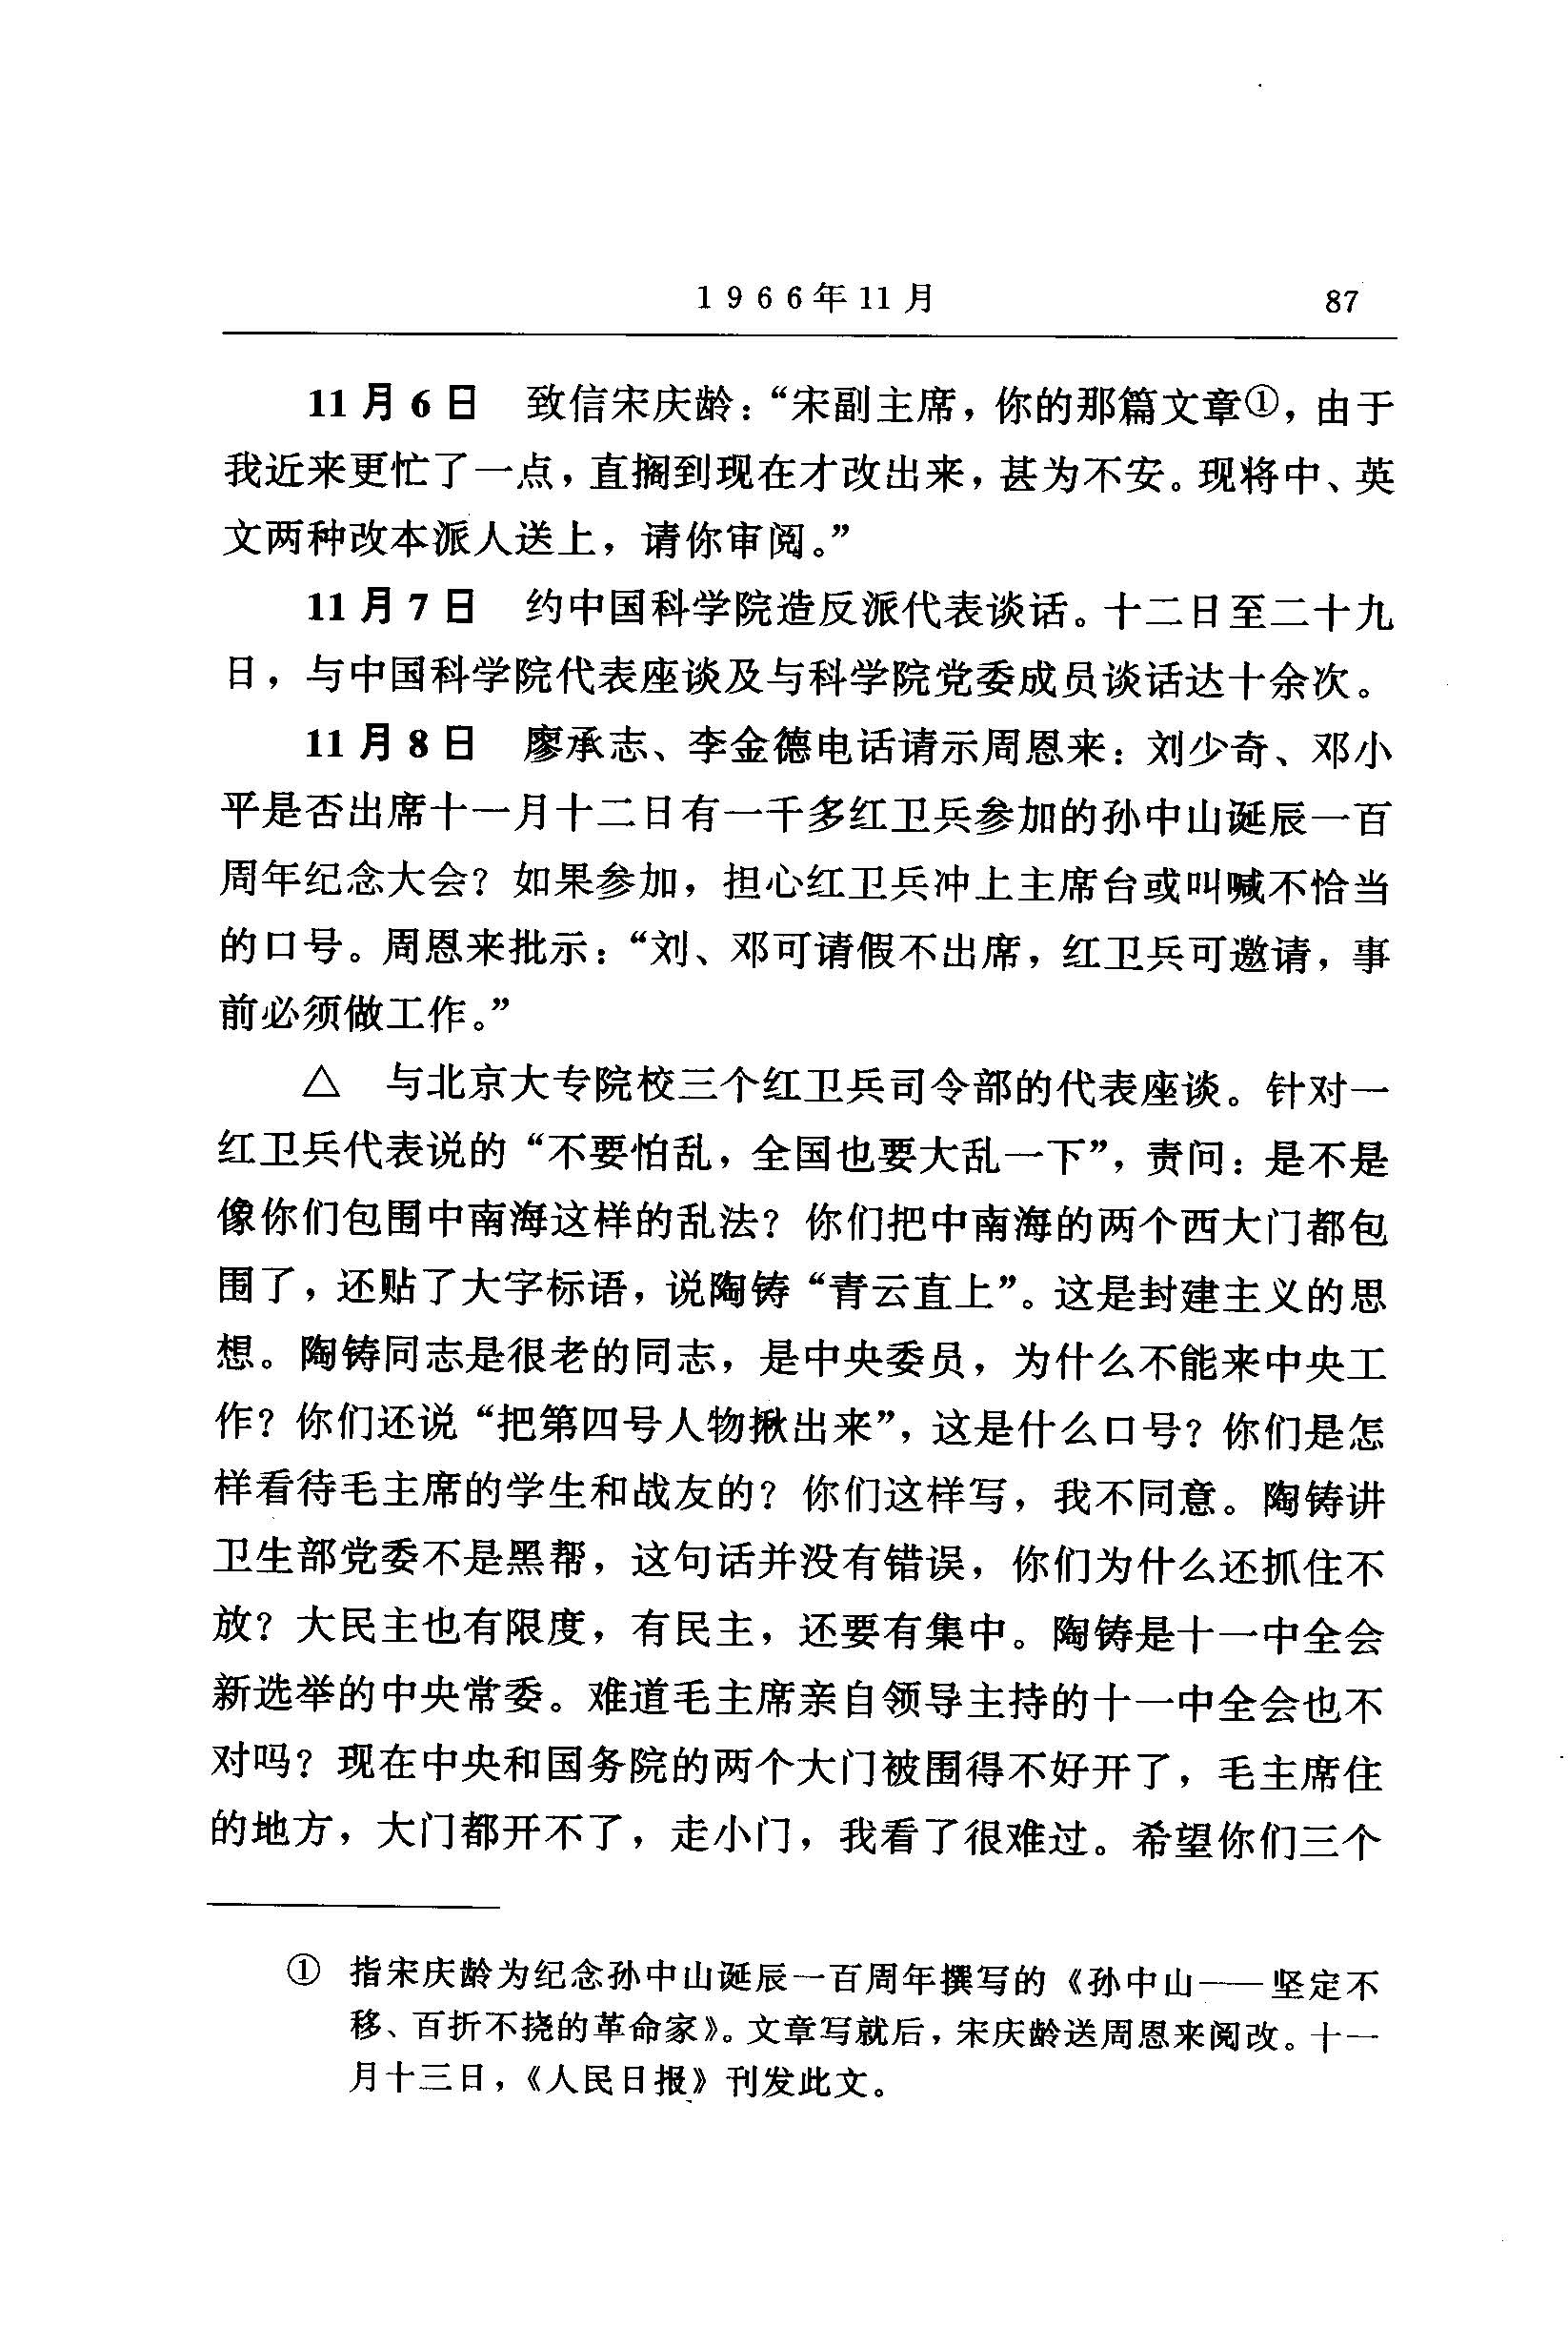 1966年11月 87
11月6日 致信宋庆龄：“宋副主席，你的那篇文章①，由于
我近来更忙了一点，直搁到现在才改出来，甚为不安。现将中、英
文两种改本派人送上，请你审阅。”
11月7日 约中国科学院造反派代表谈话。十二日至二十九
日，与中国科学院代表座谈及与科学院党委成员谈话达十余次。
11月8日 廖承志、李金德电话请示周恩来：刘少奇、邓小
平是否出席十一月十二日有一千多红卫兵参加的孙中山诞辰一百
周年纪念大会？如果参加，担心红卫兵冲上主席台或叫喊不恰当
的口号。周恩来批示：“刘、邓可请假不出席，红卫兵可邀请，事
前必须做工作。”
△ 与北京大专院校三个红卫兵司令部的代表座谈。针对一
红卫兵代表说的“不要怕乱，全国也要大乱一下”，责问：是不是
像你们包围中南海这样的乱法？你们把中南海的两个西大门都包
围了，还贴了大字标语，说陶铸“青云直上”。这是封建主义的思
想。陶铸同志是很老的同志，是中央委员，为什么不能来中央工
作？你们还说“把第四号人物揪出来”，这是什么口号？你们是怎
样看待毛主席的学生和战友的？你们这样写，我不同意。陶铸讲
卫生部党委不是黑帮，这句话并没有错误，你们为什么还抓住不
放？大民主也有限度，有民主，还要有集中。陶铸是十一中全会
新选举的中央常委。难道毛主席亲自领导主持的十一中全会也不
对吗？现在中央和国务院的两个大门被围得不好开了，毛主席住
的地方，大门都开不了，走小门，我看了很难过。希望你们三个
① 指宋庆龄为纪念孙中山诞辰一百周年撰写的《孙中山——坚定不
移、百折不挠的革命家》。文章写就后，宋庆龄送周恩来阅改。十一
月十三日，《人民日报》刊发此文。